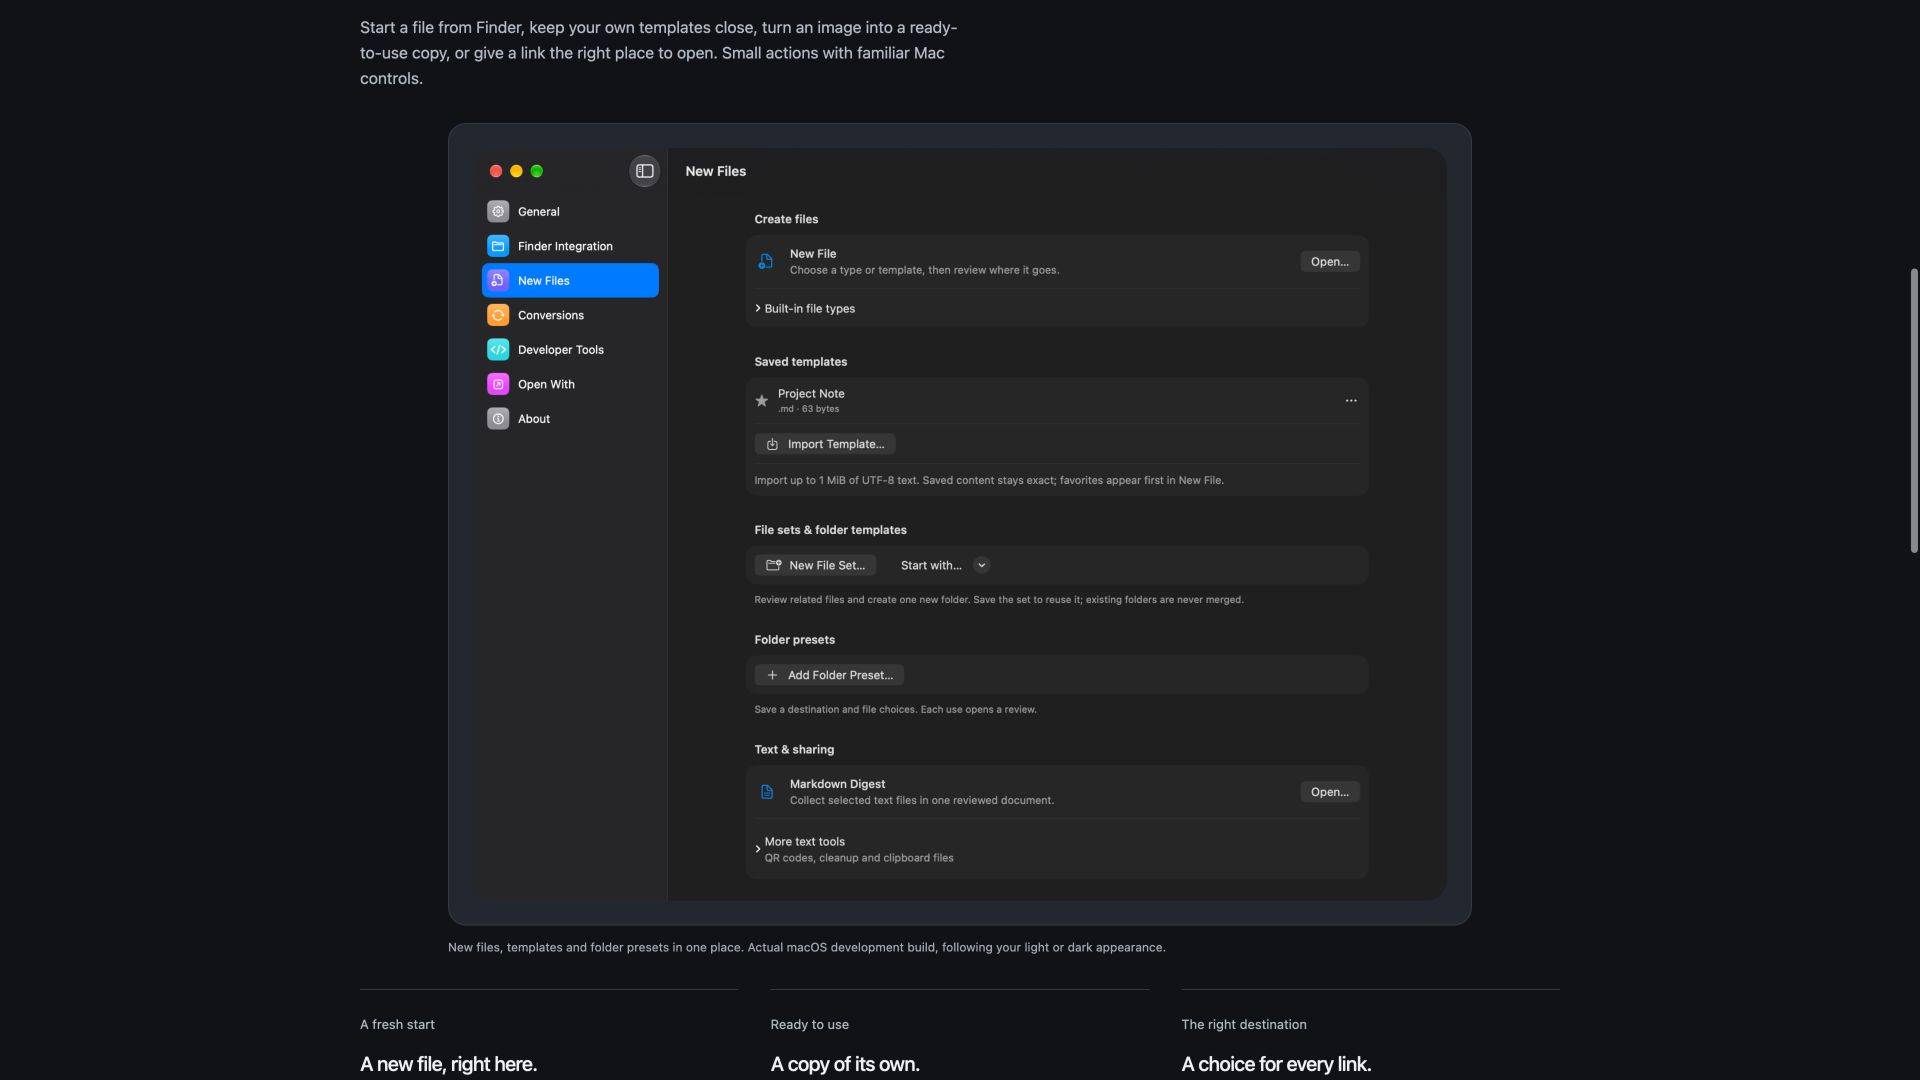 Start a file from Finder, keep your own templates close, turn an image into a ready-
to-use copy, or give a link the right place to open. Small actions with familiar Mac
controls.
New Files
General
Finder Integration
New Files
Conversions
Developer Tools
Open With
About
Create files
New File
Choose a type or template, then review where it goes.
Open...
Built-in file types
Saved templates
Project Note
.md · 63 bytes
Import Template...
Import up to 1 MiB of UTF-8 text. Saved content stays exact; favorites appear first in New File.
File sets & folder templates
New File Set...
Start with...
Review related files and create one new folder. Save the set to reuse it; existing folders are never merged.
Folder presets
Add Folder Preset...
Save a destination and file choices. Each use opens a review.
Text & sharing
Markdown Digest
Collect selected text files in one reviewed document.
Open...
More text tools
QR codes, cleanup and clipboard files
New files, templates and folder presets in one place. Actual macOS development build, following your light or dark appearance.
A fresh start
A new file, right here.
Ready to use
A copy of its own.
The right destination
A choice for every link.